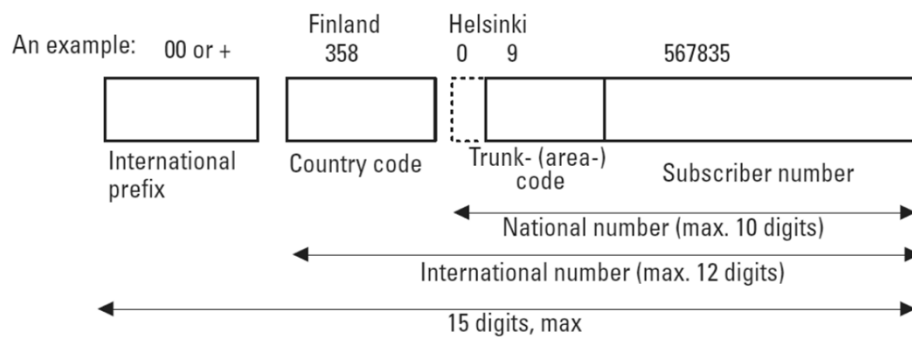 Finland Helsinki
An example: 00 or + 358 0 9 567835
International prefix
Country code
Trunk- (area-) code
Subscriber number
National number (max. 10 digits)
International number (max. 12 digits)
15 digits, max